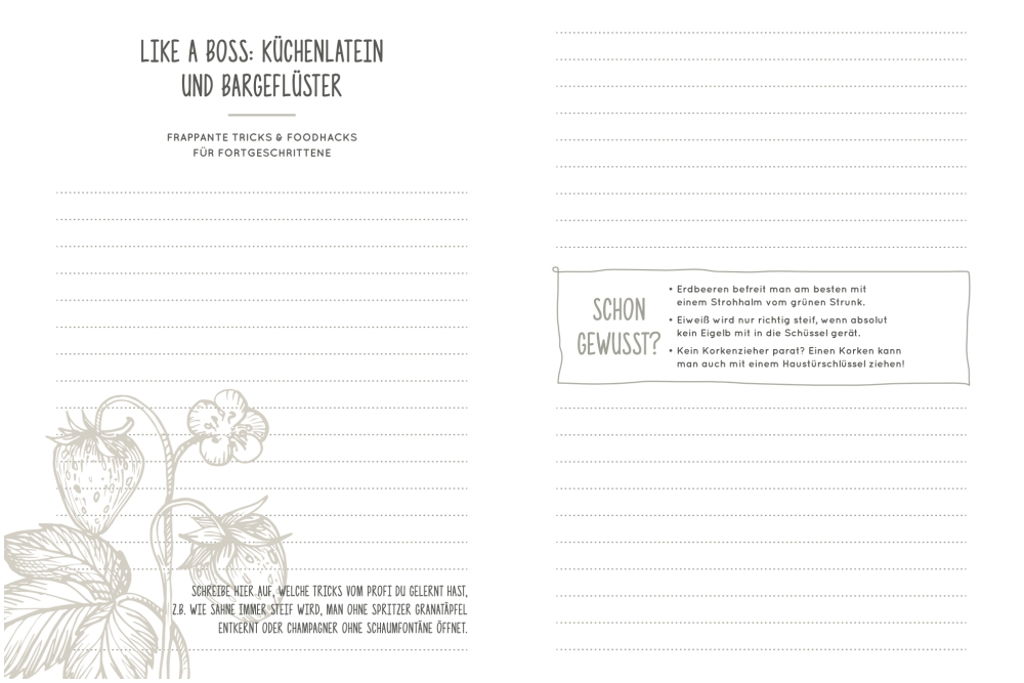 LIKE A BOSS: KÜCHENLATEIN
UND BARGEFLÜSTER
FRAPPANTE TRICKS & FOODHACKS
FÜR FORTGESCHRITTENE
SCHREIBE HIER AUF, WELCHE TRICKS VOM PROFI DU GELERNT HAST,
Z.B. WIE SAHNE IMMER STEIF WIRD, MAN OHNE SPRITZER GRANATÄPFEL
ENTKERNT ODER CHAMPAGNER OHNE SCHAUMFONTÄNE ÖFFNET.
SCHON
GEWUSST?
• Erdbeeren befreit man am besten mit
einem Strohhalm vom grünen Strunk.
• Eiweiß wird nur richtig steif, wenn absolut
kein Eigelb mit in die Schüssel gerät.
• Kein Korkenzieher parat? Einen Korken kann
man auch mit einem Haustürschlüssel ziehen!